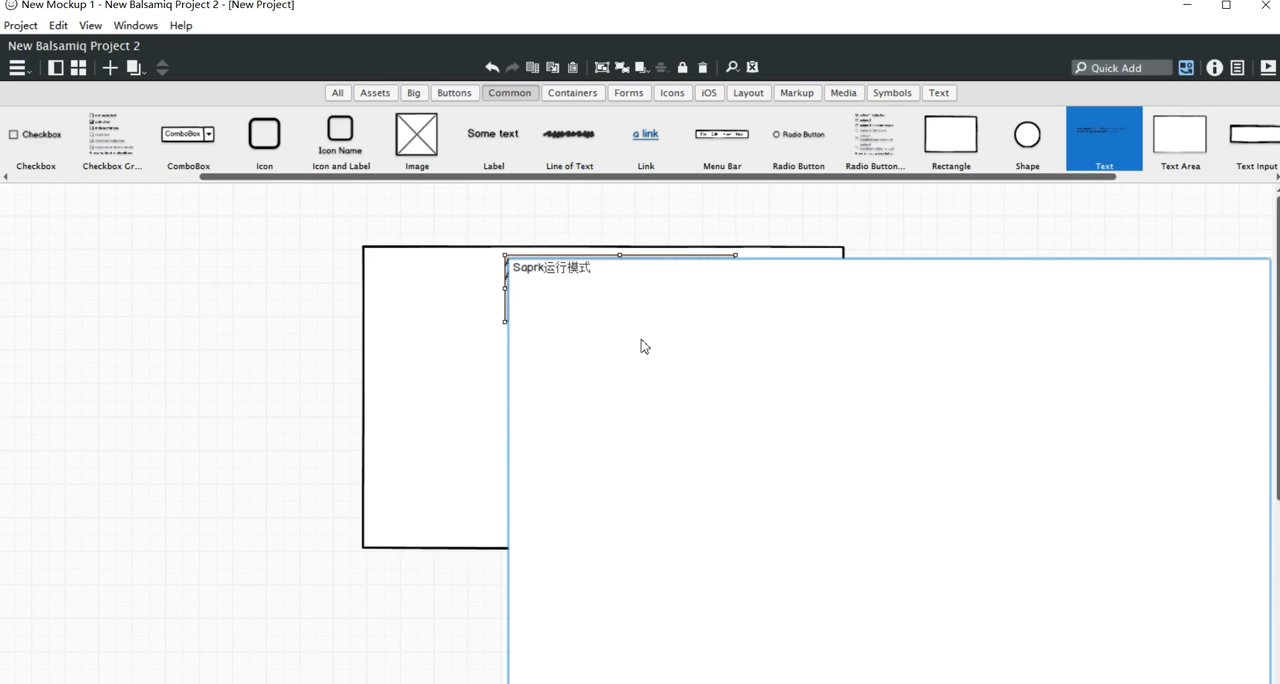 New Mockup 1 - New Balsamiq Project 2 - [New Project]
Project Edit View Windows Help
New Balsamiq Project 2
Quick Add
All Assets Big Buttons Common Containers Forms Icons iOS Layout Markup Media Symbols Text
Checkbox ComboBox Icon Name Some text a link Radio Button
Checkbox Checkbox Gr... ComboBox Icon Icon and Label Image Label Line of Text Link Menu Bar Radio Button Radio Button... Rectangle Shape Text Text Area Text Input
Saprk运行模式